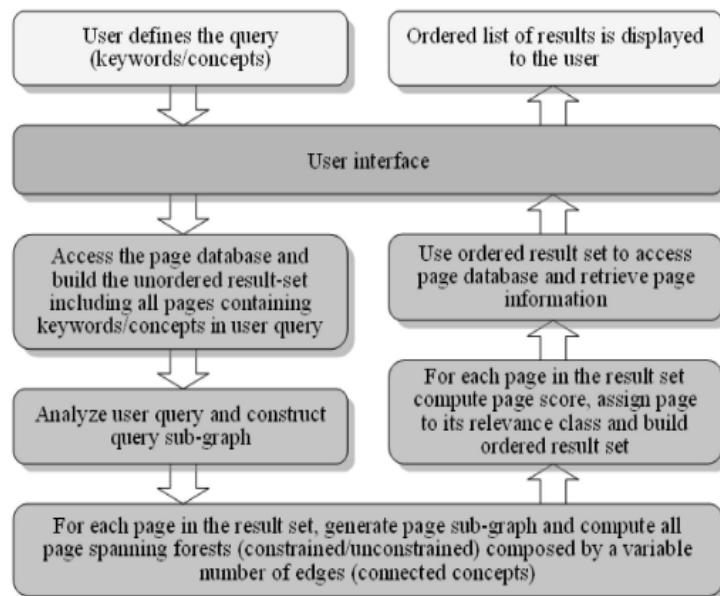 User defines the query
(keywords/concepts)
Ordered list of results is displayed
to the user
User interface
Access the page database and
build the unordered result-set
including all pages containing
keywords/concepts in user query
Use ordered result set to access
page database and retrieve page
information
Analyze user query and construct
query sub-graph
For each page in the result set
compute page score, assign page
to its relevance class and build
ordered result set
For each page in the result set, generate page sub-graph and compute all
page spanning forests (constrained/unconstrained) composed by a variable
number of edges (connected concepts)